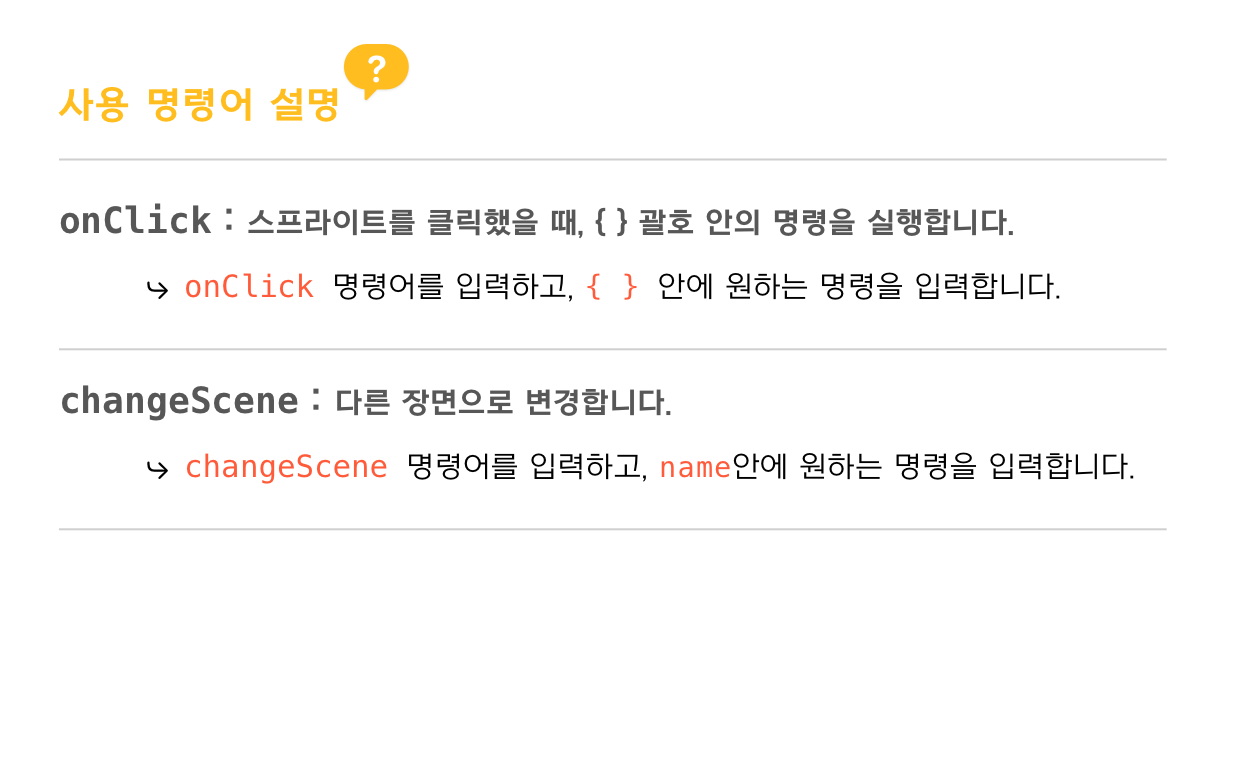 사용 명령어 설명 ?
onClick : 스프라이트를 클릭했을 때, { } 괄호 안의 명령을 실행합니다.
↪ onClick 명령어를 입력하고, { } 안에 원하는 명령을 입력합니다.
changeScene : 다른 장면으로 변경합니다.
↪ changeScene 명령어를 입력하고, name안에 원하는 명령을 입력합니다.